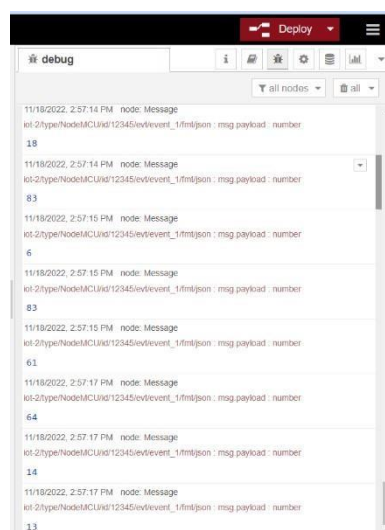 Deploy
debug
i
all nodes
all
11/18/2022, 2:57:14 PM node: Message
iot-2/type/NodeMCU/id/12345/evt/event_1/fmt/json : msg.payload : number
18
11/18/2022, 2:57:14 PM node: Message
iot-2/type/NodeMCU/id/12345/evt/event_1/fmt/json : msg.payload : number
83
11/18/2022, 2:57:15 PM node: Message
iot-2/type/NodeMCU/id/12345/evt/event_1/fmt/json : msg.payload : number
6
11/18/2022, 2:57:15 PM node: Message
iot-2/type/NodeMCU/id/12345/evt/event_1/fmt/json : msg.payload : number
83
11/18/2022, 2:57:15 PM node: Message
iot-2/type/NodeMCU/id/12345/evt/event_1/fmt/json : msg.payload : number
61
11/18/2022, 2:57:17 PM node: Message
iot-2/type/NodeMCU/id/12345/evt/event_1/fmt/json : msg.payload : number
64
11/18/2022, 2:57:17 PM node: Message
iot-2/type/NodeMCU/id/12345/evt/event_1/fmt/json : msg.payload : number
14
11/18/2022, 2:57:17 PM node: Message
iot-2/type/NodeMCU/id/12345/evt/event_1/fmt/json : msg.payload : number
13